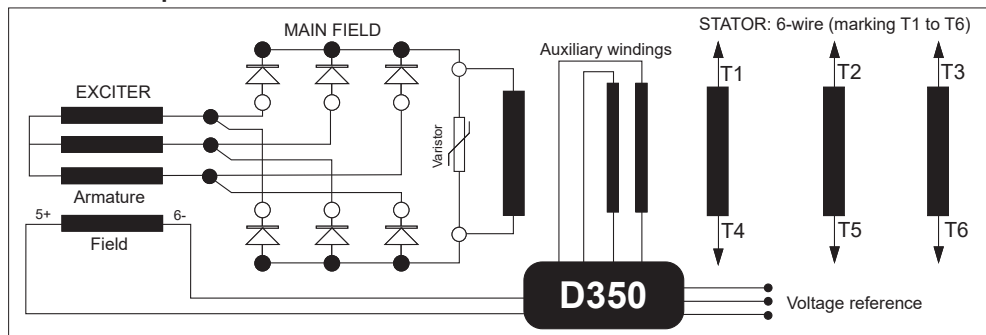 MAIN FIELD
STATOR: 6-wire (marking T1 to T6)
Auxiliary windings
T1
T2
T3
EXCITER
Varistor
Armature
5+
6-
Field
T4
T5
T6
D350
Voltage reference